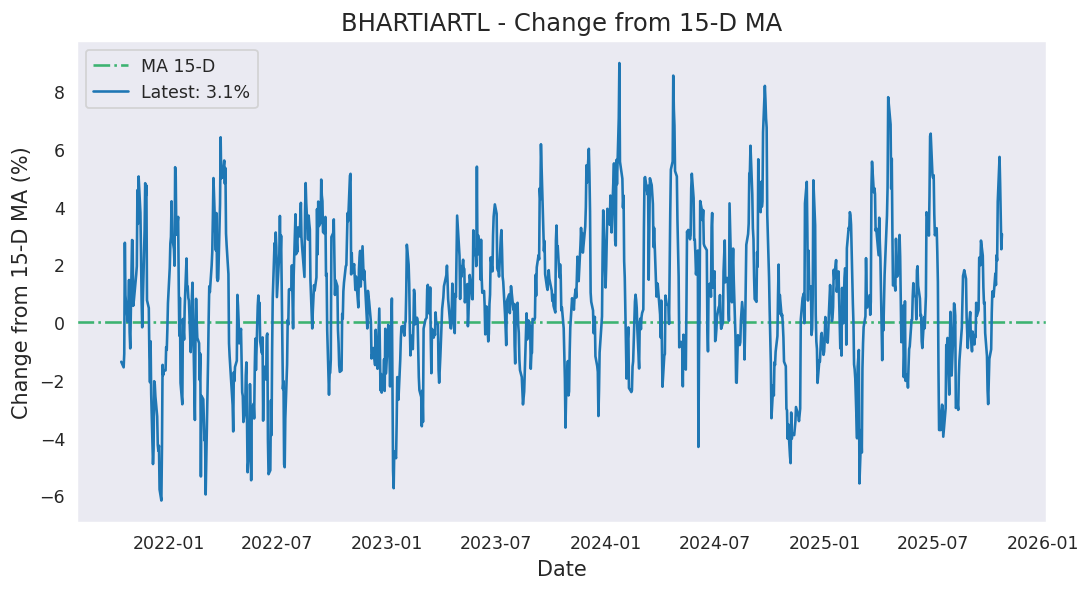 BHARTIARTL - Change from 15-D MA
MA 15-D
Latest: 3.1%
Change from 15-D MA (%)
8
6
4
2
0
−2
−4
−6
2022-01 2022-07 2023-01 2023-07 2024-01 2024-07 2025-01 2025-07 2026-01
Date